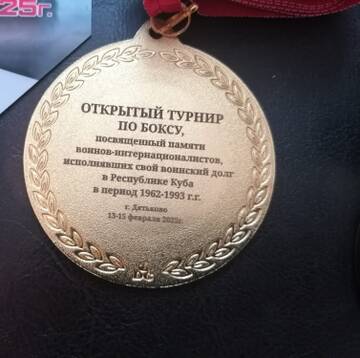 25г.
ОТКРЫТЫЙ ТУРНИР
ПО БОКСУ,
посвященный памяти
воинов-интернационалистов,
исполнявших свой воинский долг
в Республике Куба
в период 1962-1993 г.г.
г. Дятьково
13-15 февраля 2025г.